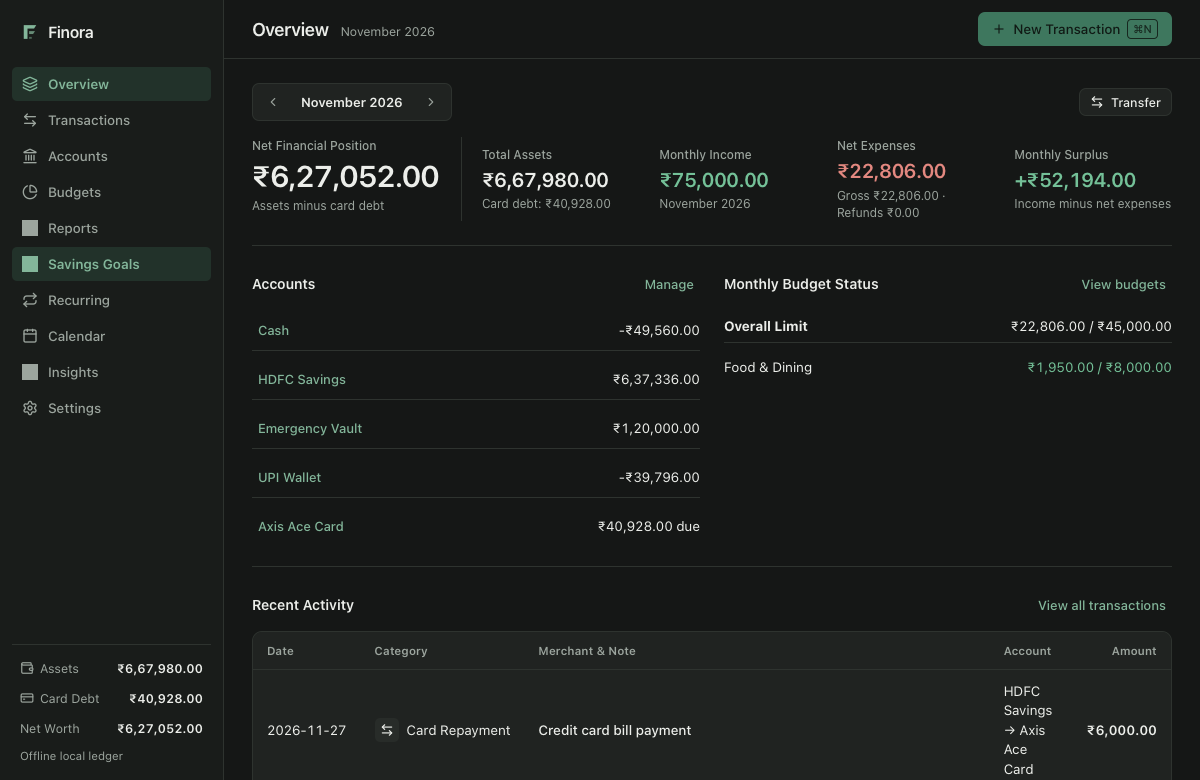 Finora
Overview
Transactions
Accounts
Budgets
Reports
Savings Goals
Recurring
Calendar
Insights
Settings
Assets ₹6,67,980.00
Card Debt ₹40,928.00
Net Worth ₹6,27,052.00
Offline local ledger
Overview November 2026
+ New Transaction ⌘N
November 2026
Transfer
Net Financial Position
₹6,27,052.00
Assets minus card debt
Total Assets
₹6,67,980.00
Card debt: ₹40,928.00
Monthly Income
₹75,000.00
November 2026
Net Expenses
₹22,806.00
Gross ₹22,806.00 ·
Refunds ₹0.00
Monthly Surplus
+₹52,194.00
Income minus net expenses
Accounts Manage
Cash -₹49,560.00
HDFC Savings ₹6,37,336.00
Emergency Vault ₹1,20,000.00
UPI Wallet -₹39,796.00
Axis Ace Card ₹40,928.00 due
Monthly Budget Status View budgets
Overall Limit ₹22,806.00 / ₹45,000.00
Food & Dining ₹1,950.00 / ₹8,000.00
Recent Activity View all transactions
Date Category Merchant & Note Account Amount
2026-11-27 Card Repayment Credit card bill payment
HDFC
Savings
→ Axis
Ace
Card
₹6,000.00